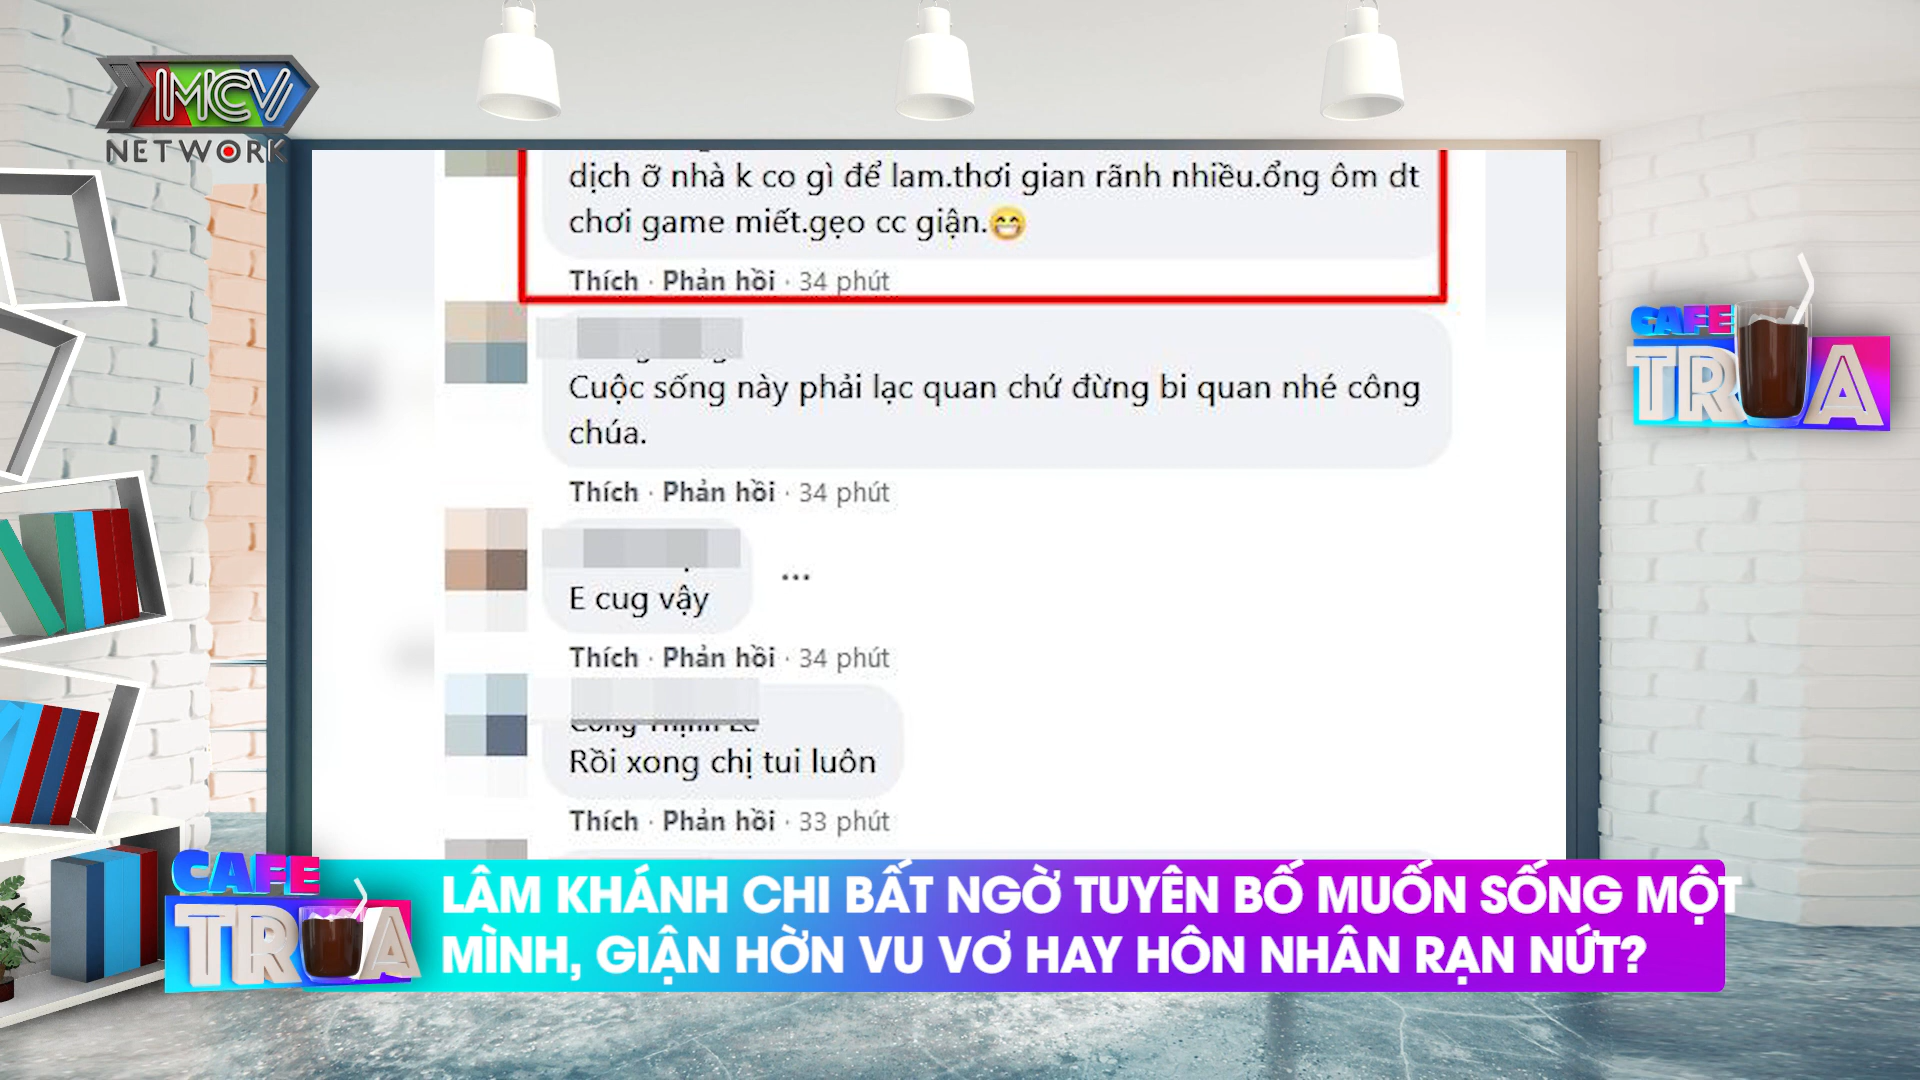 MCV
NETWORK
dịch ỡ nhà k co gì để lam.thơi gian rãnh nhiều.ổng ôm dt
chơi game miết.gẹo cc giận.😁
Thích · Phản hồi · 34 phút
Cuộc sống này phải lạc quan chứ đừng bi quan nhé công
chúa.
Thích · Phản hồi · 34 phút
E cug vậy
...
Thích · Phản hồi · 34 phút
Rồi xong chị tui luôn
Thích · Phản hồi · 33 phút
CAFE
TRƯA
CAFE
TRƯA
LÂM KHÁNH CHI BẤT NGỜ TUYÊN BỐ MUỐN SỐNG MỘT
MÌNH, GIẬN HỜN VU VƠ HAY HÔN NHÂN RẠN NỨT?